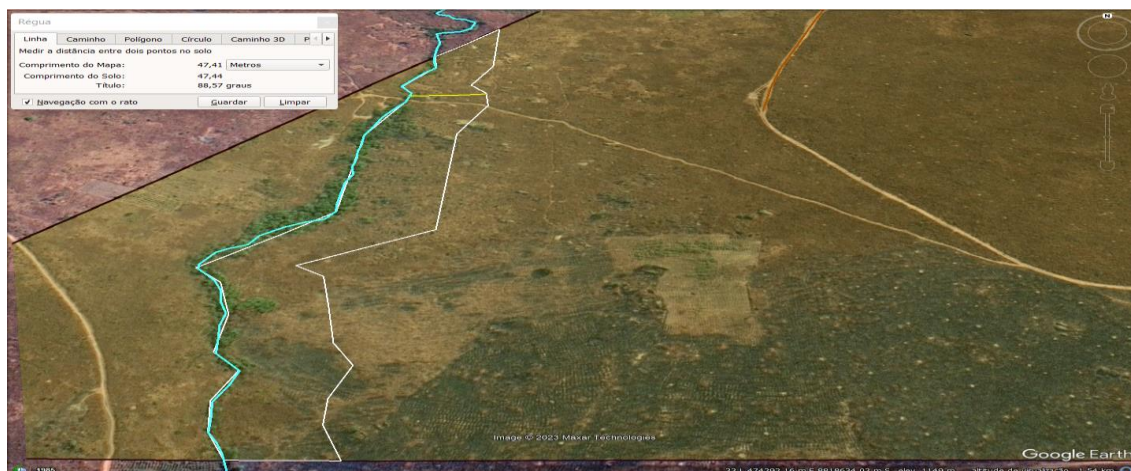 Régua
Linha Caminho Polígono Círculo Caminho 3D
Medir a distância entre dois pontos no solo
Comprimento do Mapa: 47,41 Metros
Comprimento do Solo: 47,44
Título: 88,57 graus
Navegação com o rato Guardar Limpar
N
Image © 2023 Maxar Technologies
Google Earth
1985